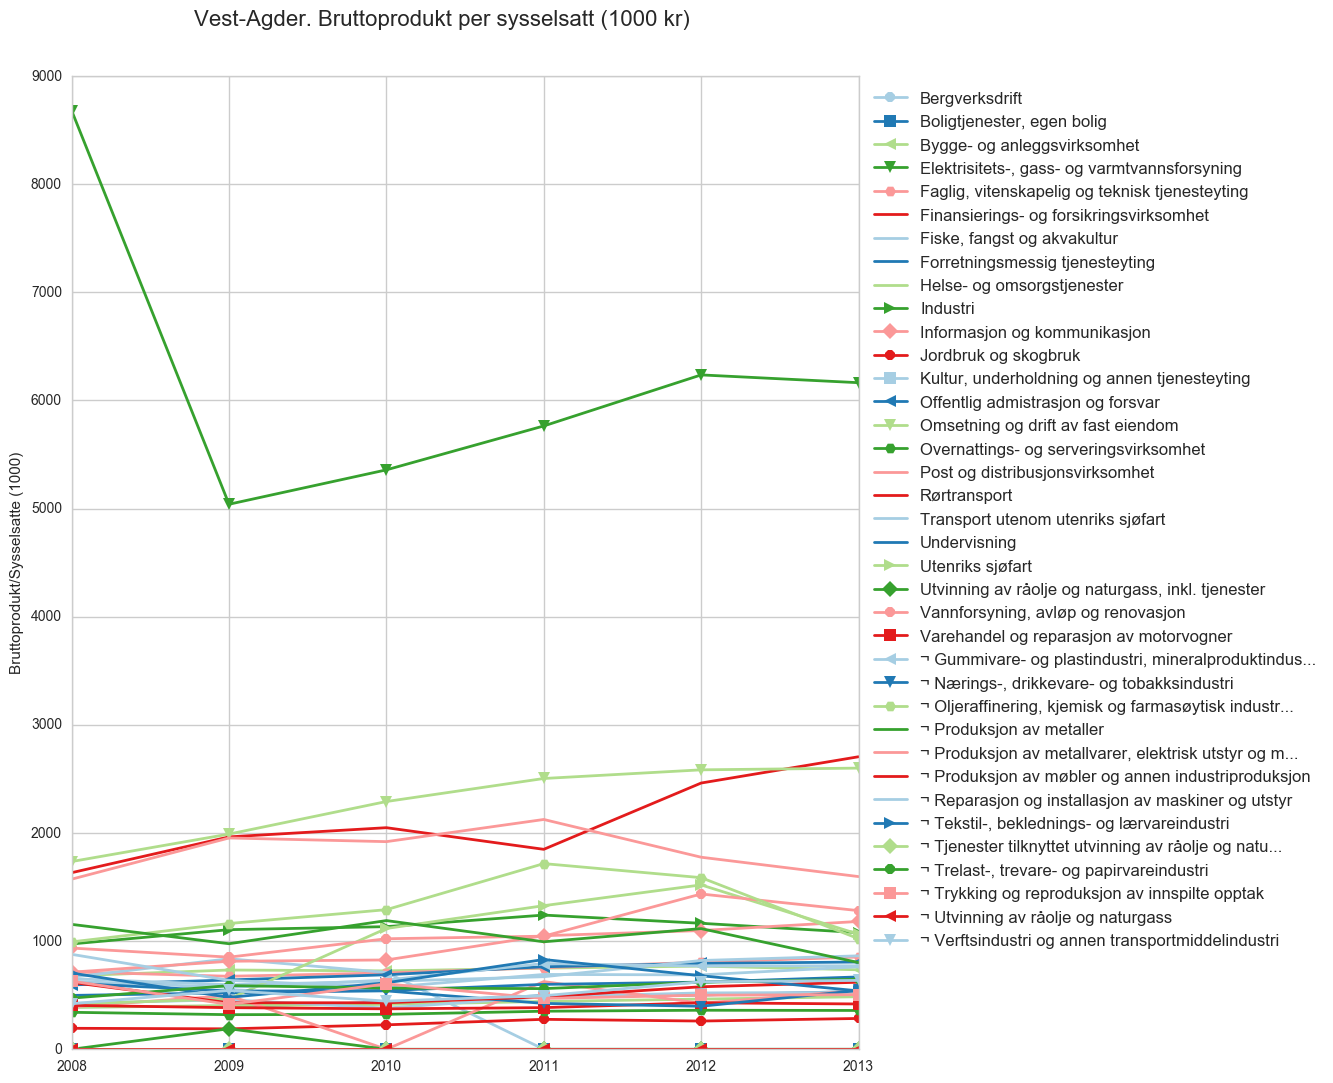 Vest-Agder. Bruttoprodukt per sysselsatt (1000 kr)
9000
8000
7000
6000
5000
4000
3000
2000
1000
0
Bruttoprodukt/Sysselsatte (1000)
2008 2009 2010 2011 2012 2013
Bergverksdrift
Boligtjenester, egen bolig
Bygge- og anleggsvirksomhet
Elektrisitets-, gass- og varmtvannsforsyning
Faglig, vitenskapelig og teknisk tjenesteyting
Finansierings- og forsikringsvirksomhet
Fiske, fangst og akvakultur
Forretningsmessig tjenesteyting
Helse- og omsorgstjenester
Industri
Informasjon og kommunikasjon
Jordbruk og skogbruk
Kultur, underholdning og annen tjenesteyting
Offentlig admistrasjon og forsvar
Omsetning og drift av fast eiendom
Overnattings- og serveringsvirksomhet
Post og distribusjonsvirksomhet
Rørtransport
Transport utenom utenriks sjøfart
Undervisning
Utenriks sjøfart
Utvinning av råolje og naturgass, inkl. tjenester
Vannforsyning, avløp og renovasjon
Varehandel og reparasjon av motorvogner
¬ Gummivare- og plastindustri, mineralproduktindus...
¬ Nærings-, drikkevare- og tobakksindustri
¬ Oljeraffinering, kjemisk og farmasøytisk industr...
¬ Produksjon av metaller
¬ Produksjon av metallvarer, elektrisk utstyr og m...
¬ Produksjon av møbler og annen industriproduksjon
¬ Reparasjon og installasjon av maskiner og utstyr
¬ Tekstil-, beklednings- og lærvareindustri
¬ Tjenester tilknyttet utvinning av råolje og natu...
¬ Trelast-, trevare- og papirvareindustri
¬ Trykking og reproduksjon av innspilte opptak
¬ Utvinning av råolje og naturgass
¬ Verftsindustri og annen transportmiddelindustri